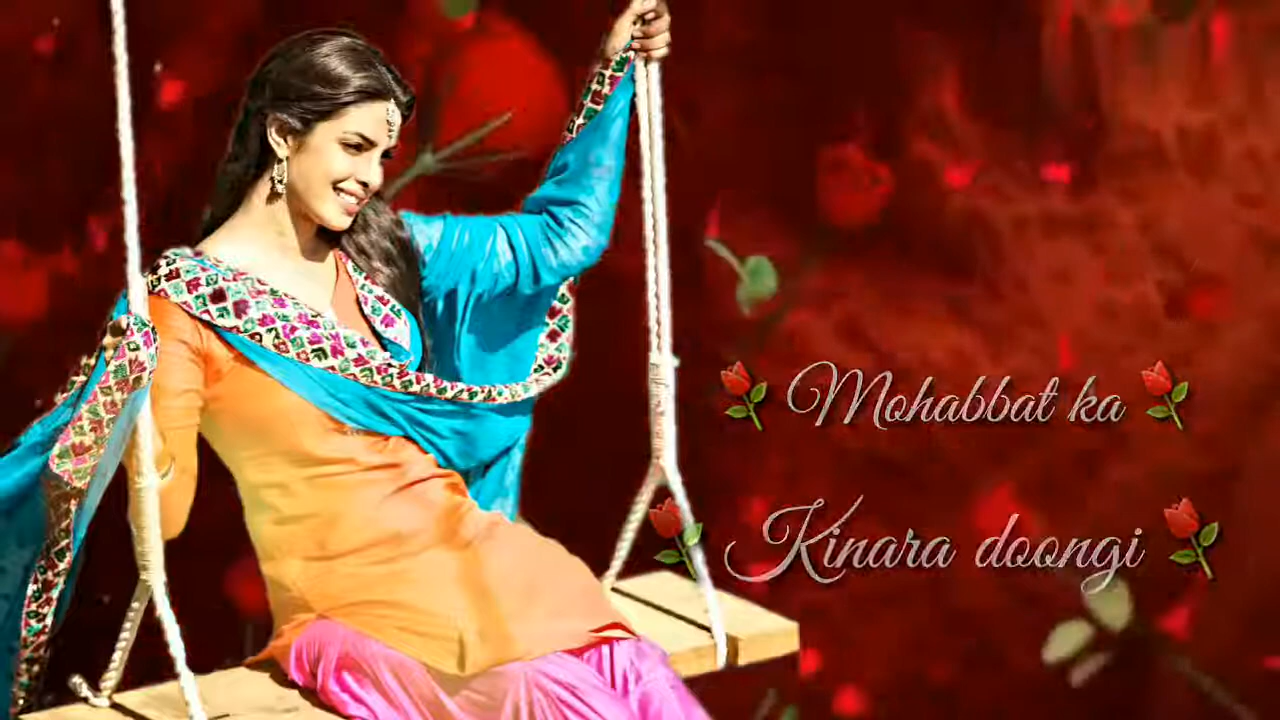 🌹 Mohabbat ka 🌹
🌹 Kinara doongi 🌹